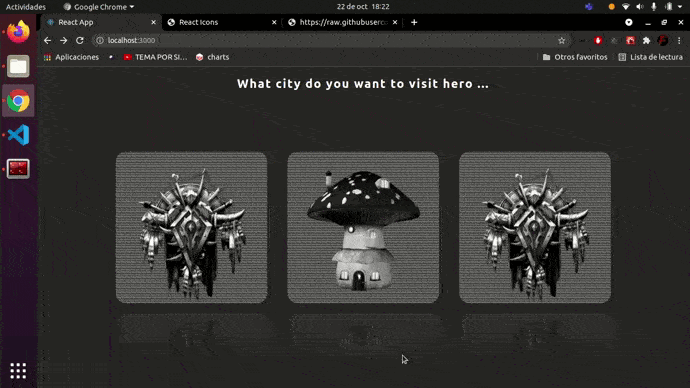 Actividades
Google Chrome
22 de oct 18:22
React App
React Icons
https://raw.githubuserco
localhost:3000
Aplicaciones
TEMA POR SI…
charts
Otros favoritos
Lista de lectura
What city do you want to visit hero ...